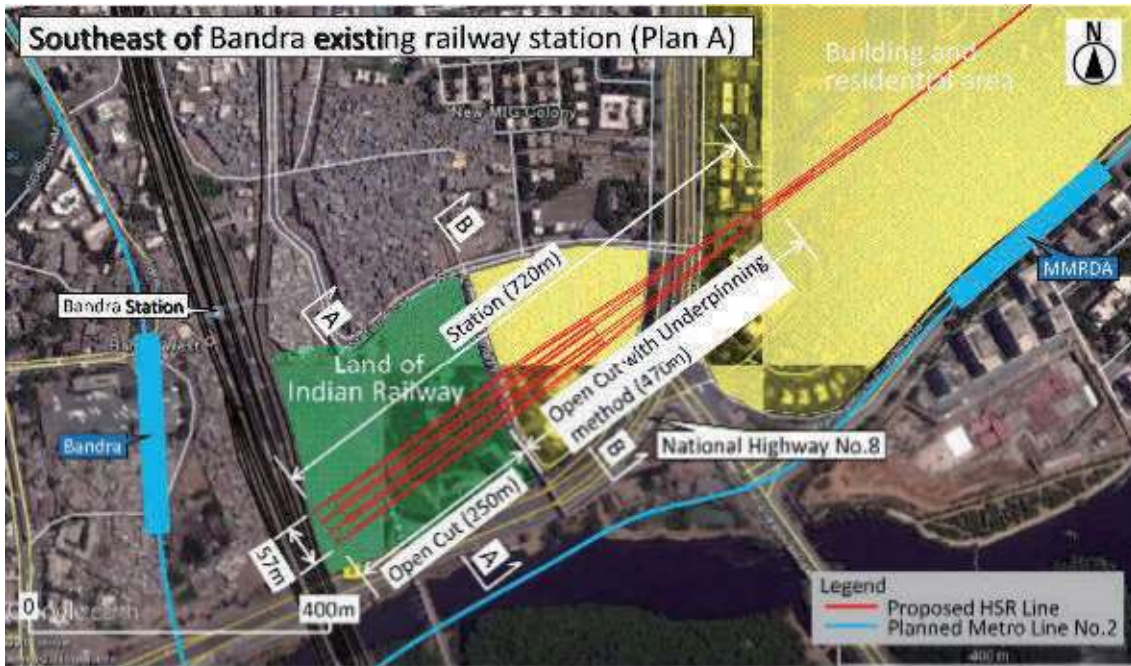 Southeast of Bandra existing railway station (Plan A)
N
Building and
residential area
New MIG Colony
B
MMRDA
A
Station (720m)
Bandra Station
Land of
Indian Railway
Open Cut with Underpinning
method (470m)
Bandra
National Highway No.8
B
Open Cut (250m)
57m
A
0
400m
Legend
Proposed HSR Line
Planned Metro Line No.2
400 m